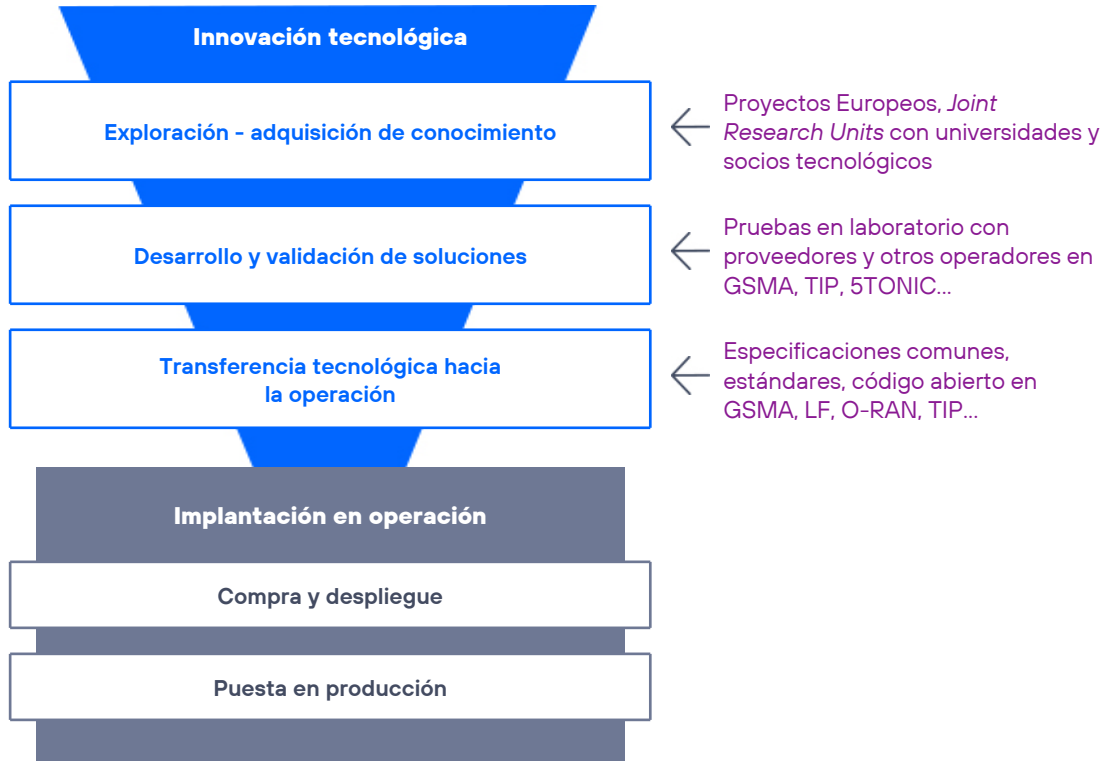 Innovación tecnológica
Exploración - adquisición de conocimiento
Proyectos Europeos, Joint
Research Units con universidades y
socios tecnológicos
Desarrollo y validación de soluciones
Pruebas en laboratorio con
proveedores y otros operadores en
GSMA, TIP, 5TONIC...
Transferencia tecnológica hacia
la operación
Especificaciones comunes,
estándares, código abierto en
GSMA, LF, O-RAN, TIP...
Implantación en operación
Compra y despliegue
Puesta en producción